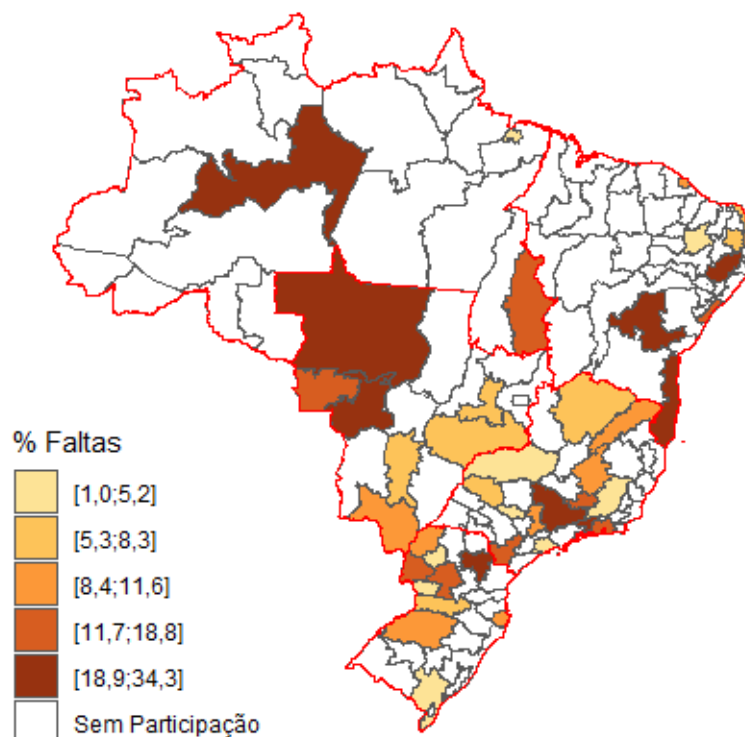 % Faltas
[1,0;5,2]
[5,3;8,3]
[8,4;11,6]
[11,7;18,8]
[18,9;34,3]
Sem Participação